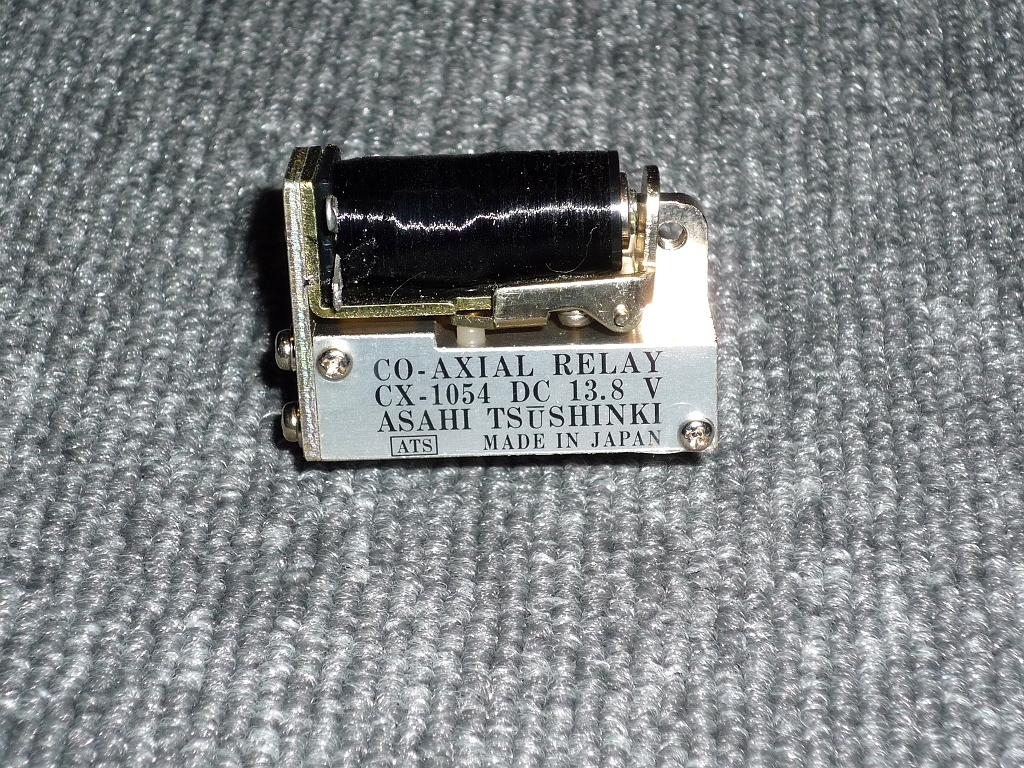 CO-AXIAL RELAY
CX-1054 DC 13.8 V
ASAHI TSŪSHINKI
ATS MADE IN JAPAN